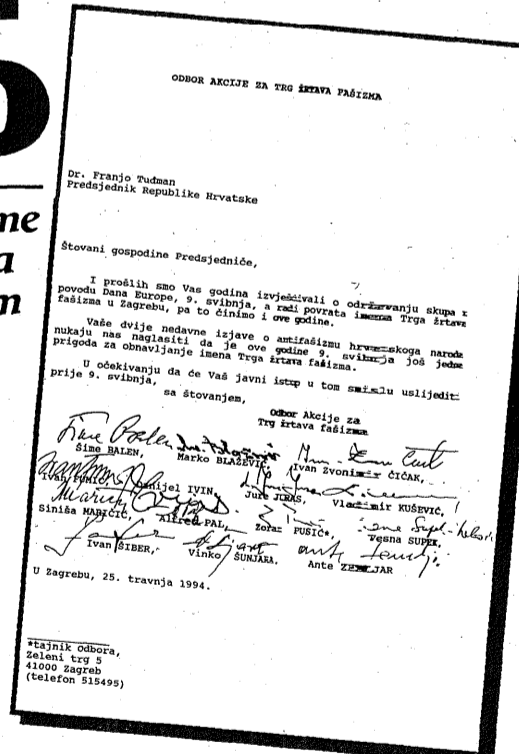 me
a
m
ODBOR AKCIJE ZA TRG ŽRTAVA FAŠIZMA
Dr. Franjo Tuđman
Predsjednik Republike Hrvatske
Štovani gospodine Predsjedniče,
I prošlih smo Vas godina izvješćivali o održavanju skupa
povodu Dana Europe, 9. svibnja, a radi povrata imena Trga žrtava
fašizma u Zagrebu, pa to činimo i ove godine.
Vaše dvije nedavne izjave o antifašizmu hrvatskoga naroda
nukaju nas naglasiti da je ove godine 9. svibnja još jedna
prigoda za obnavljanje imena Trga žrtava fašizma.
U očekivanju da će Vaš javni istup u tom smislu uslijediti
prije 9. svibnja,
sa štovanjem,
Odbor Akcije za
Trg žrtava fašizma
Šime BALEN, Marko BLAŽEVIĆ, Ivan Zvonimir ČIČAK,
Ivan FUMIĆ, Danijel IVIN, Jure JURAS, Vladimir KUŠEVIĆ,
Siniša MARIČIĆ, Alfred PAL, Zoran PUSIĆ*, Vesna SUPEK,
Ivan ŠIBER, Vinko ŠUNJARA, Ante ZEMLJAR
U Zagrebu, 25. travnja 1994.
*tajnik Odbora,
Zeleni trg 5
41000 Zagreb
(telefon 515495)